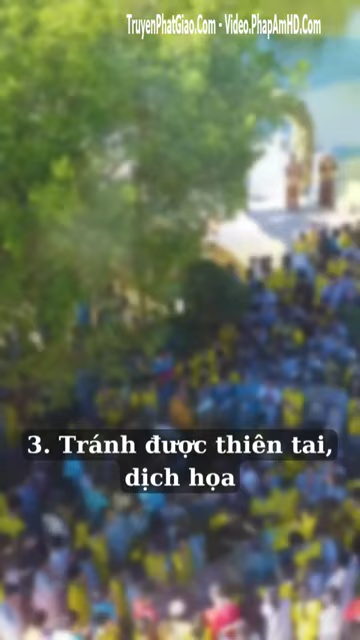 TruyenPhatGiao.Com - Video.PhapAmHD.Com
3. Tránh được thiên tai,
dịch họa